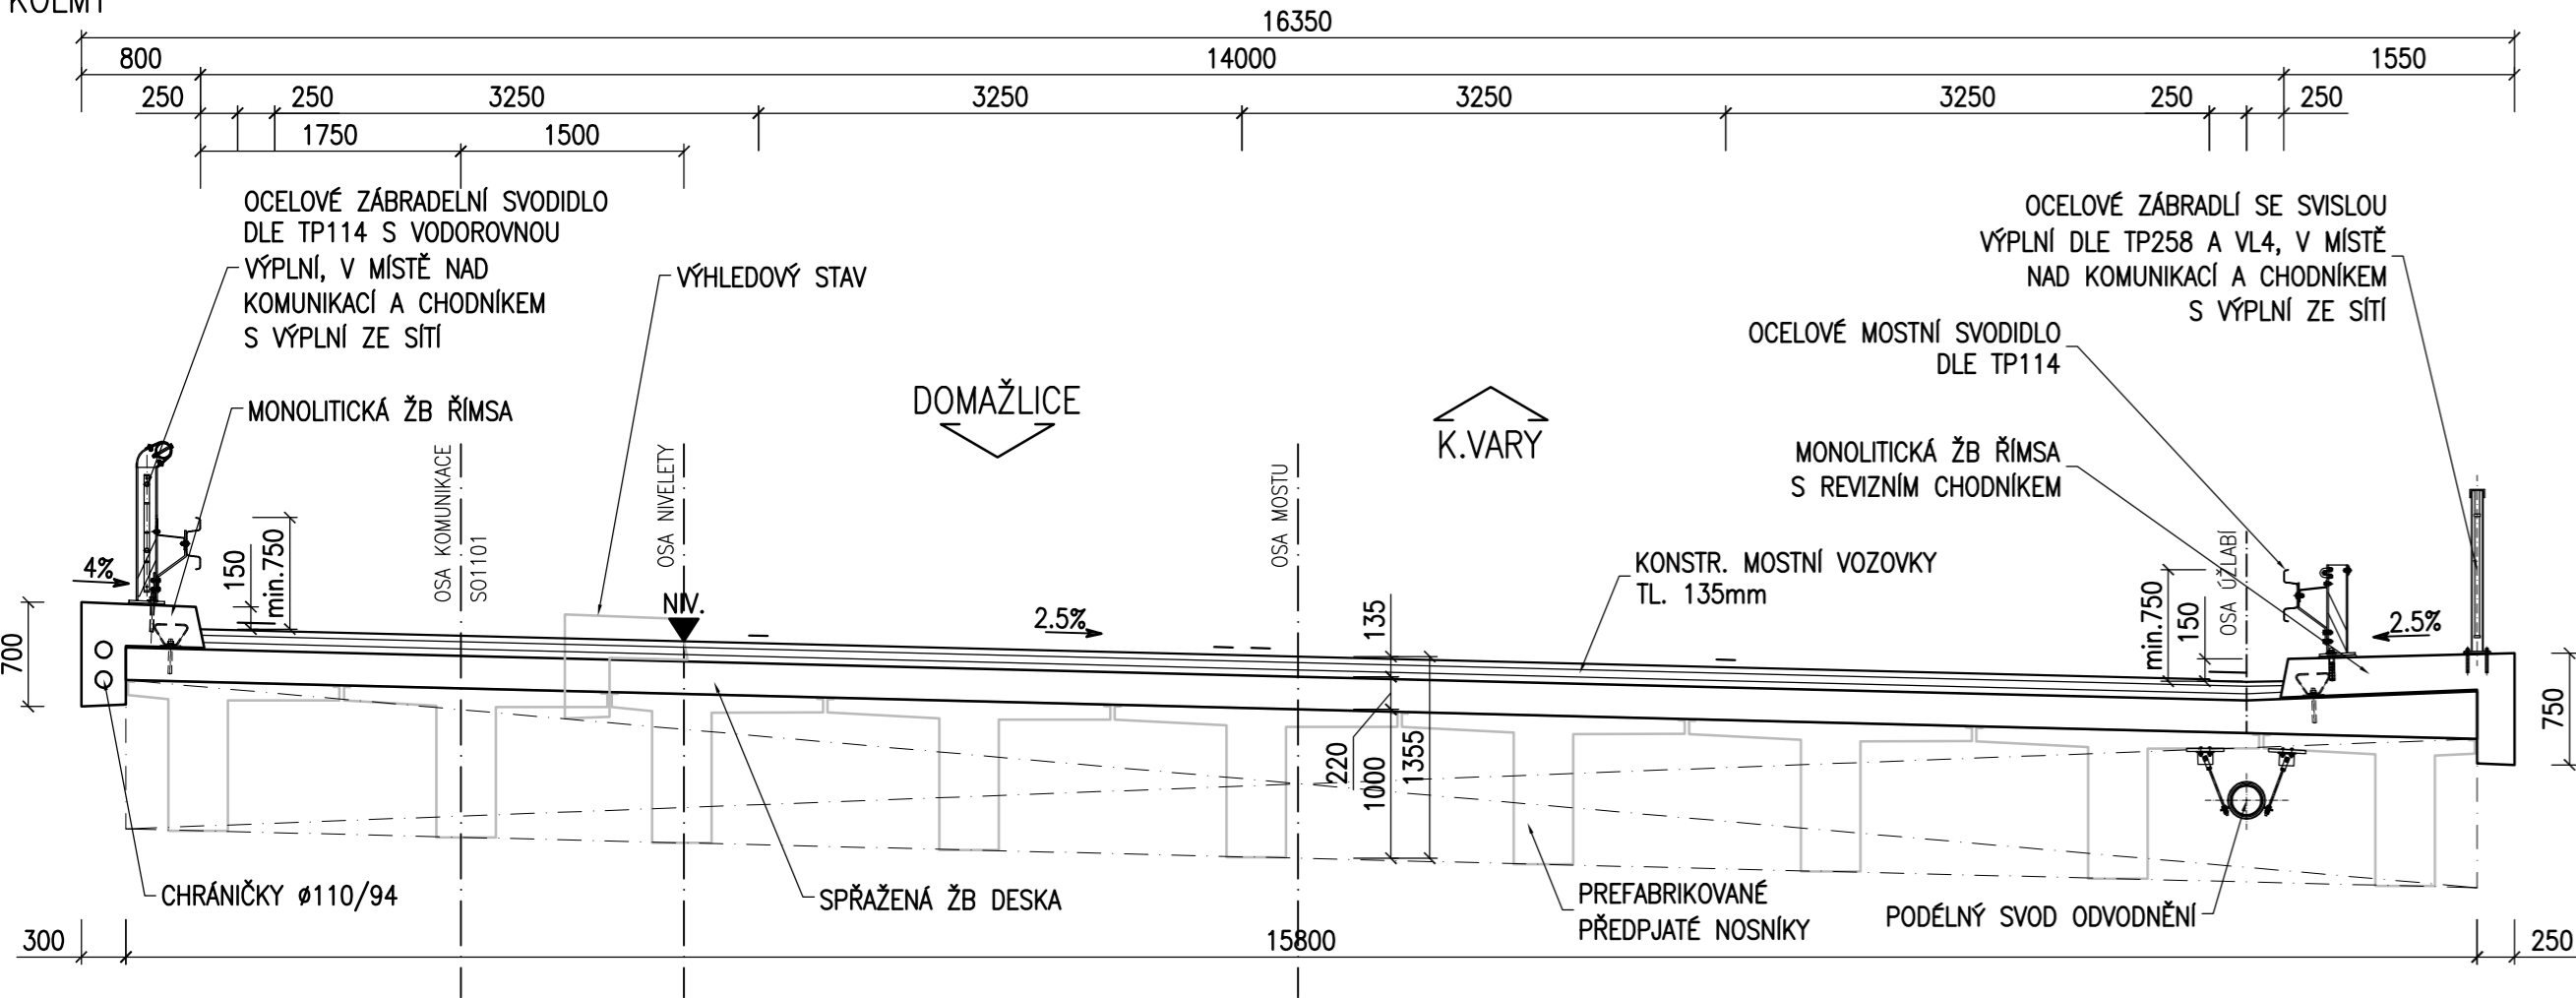 KOLMÝ
16350
800 14000 1550
250 250 3250 3250 3250 3250 250 250
1750 1500
OCELOVÉ ZÁBRADELNÍ SVODIDLO
DLE TP114 S VODOROVNOU
VÝPLNÍ, V MÍSTĚ NAD
KOMUNIKACÍ A CHODNÍKEM
S VÝPLNÍ ZE SÍTÍ
VÝHLEDOVÝ STAV
OCELOVÉ ZÁBRADLÍ SE SVISLOU
VÝPLNÍ DLE TP258 A VL4, V MÍSTĚ
NAD KOMUNIKACÍ A CHODNÍKEM
S VÝPLNÍ ZE SÍTÍ
OCELOVÉ MOSTNÍ SVODIDLO
DLE TP114
MONOLITICKÁ ŽB ŘÍMSA
DOMAŽLICE
K.VARY
MONOLITICKÁ ŽB ŘÍMSA
S REVIZNÍM CHODNÍKEM
OSA KOMUNIKACE
SO1101
OSA NIVELETY
OSA MOSTU
OSA ÚŽLABÍ
KONSTR. MOSTNÍ VOZOVKY
TL. 135mm
4%
150
min.750
NIV.
2.5%
135
min.750
150
2.5%
700
750
220
1000
1355
CHRÁNIČKY ø110/94
SPŘAŽENÁ ŽB DESKA
PREFABRIKOVANÉ
PŘEDPJATÉ NOSNÍKY
PODÉLNÝ SVOD ODVODNĚNÍ
300 15800 250